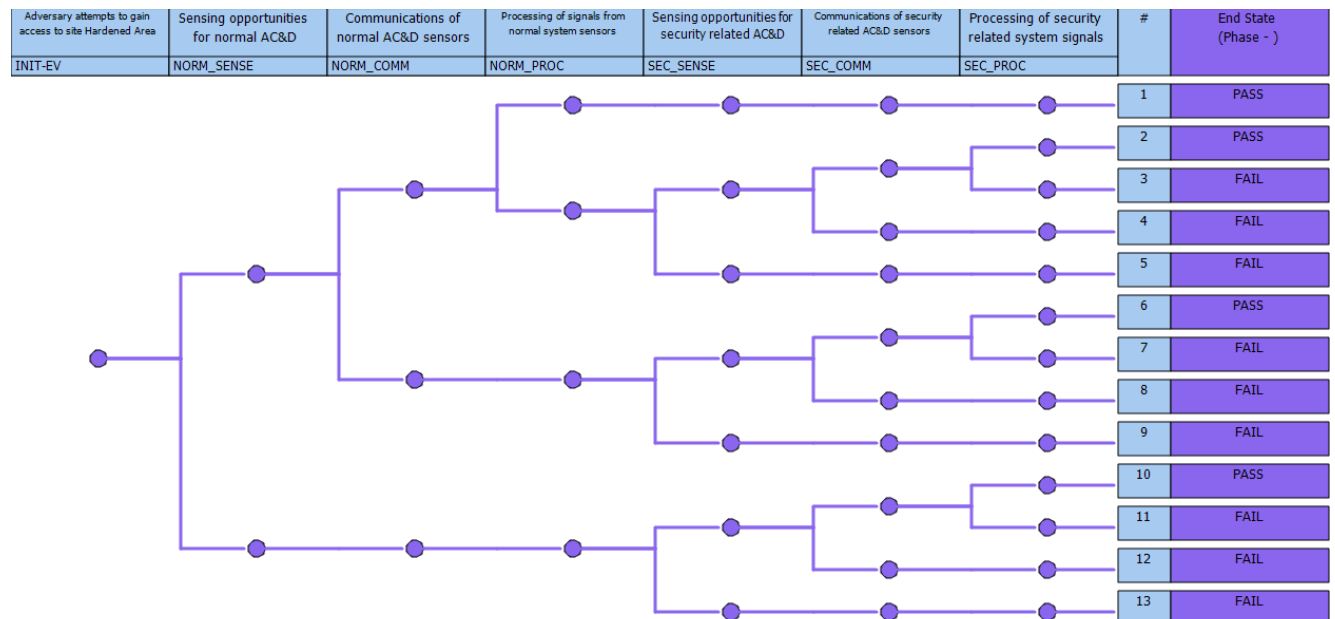 Adversary attempts to gain
access to site Hardened Area
Sensing opportunities
for normal AC&D
Communications of
normal AC&D sensors
Processing of signals from
normal system sensors
Sensing opportunities for
security related AC&D
Communications of security
related AC&D sensors
Processing of security
related system signals
#
End State
(Phase - )
INIT-EV
NORM_SENSE
NORM_COMM
NORM_PROC
SEC_SENSE
SEC_COMM
SEC_PROC
1 PASS
2 PASS
3 FAIL
4 FAIL
5 FAIL
6 PASS
7 FAIL
8 FAIL
9 FAIL
10 PASS
11 FAIL
12 FAIL
13 FAIL